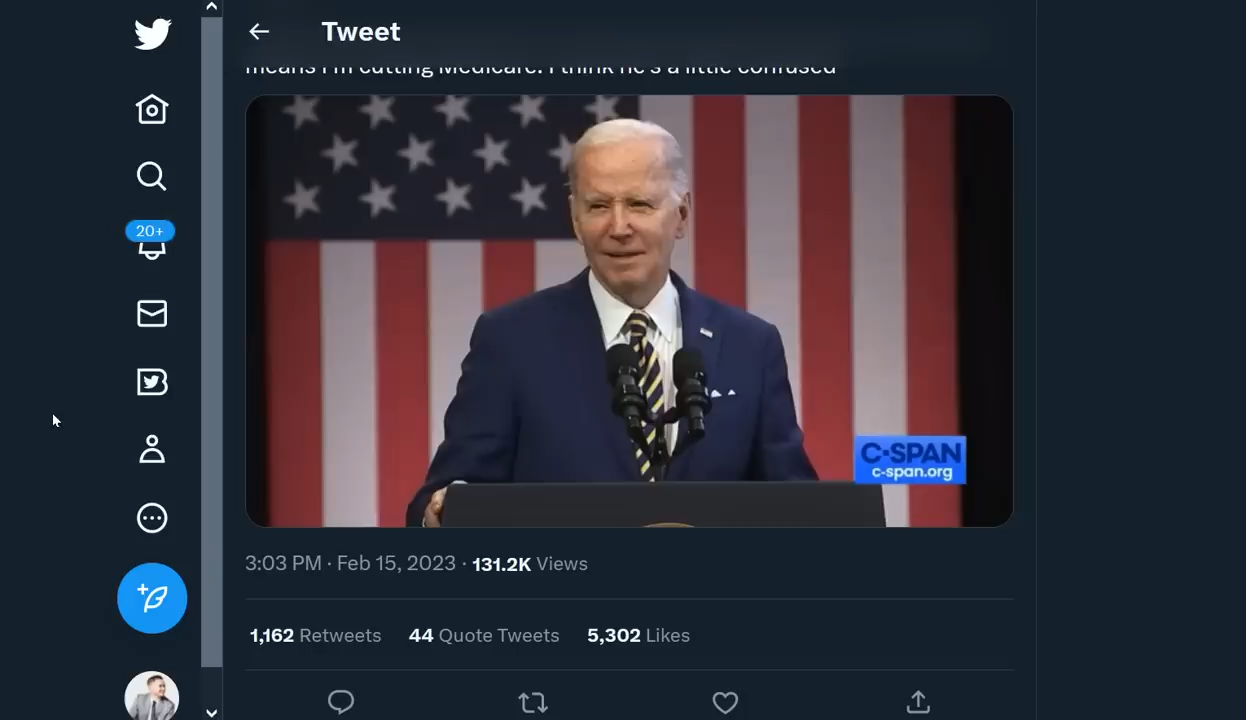 Tweet
means I'm cutting Medicare. I think he's a little confused
20+
C-SPAN
c-span.org
3:03 PM · Feb 15, 2023 · 131.2K Views
1,162 Retweets 44 Quote Tweets 5,302 Likes